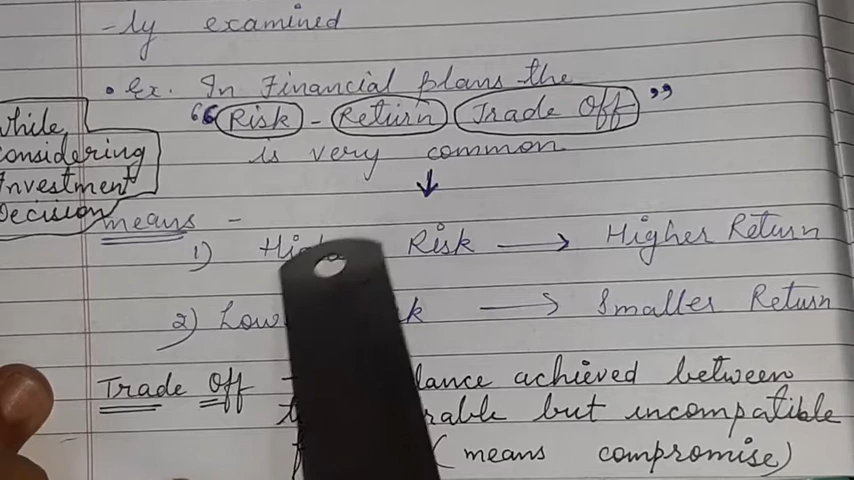 -ly examined
• Ex. In Financial plans the
"Risk - Return Trade Off"
is very common
While
considering
Investment
Decision
means -
1) Risk → Higher Return
2) → Smaller Return
Trade Off - achieved between
but incompatible
(means compromise)